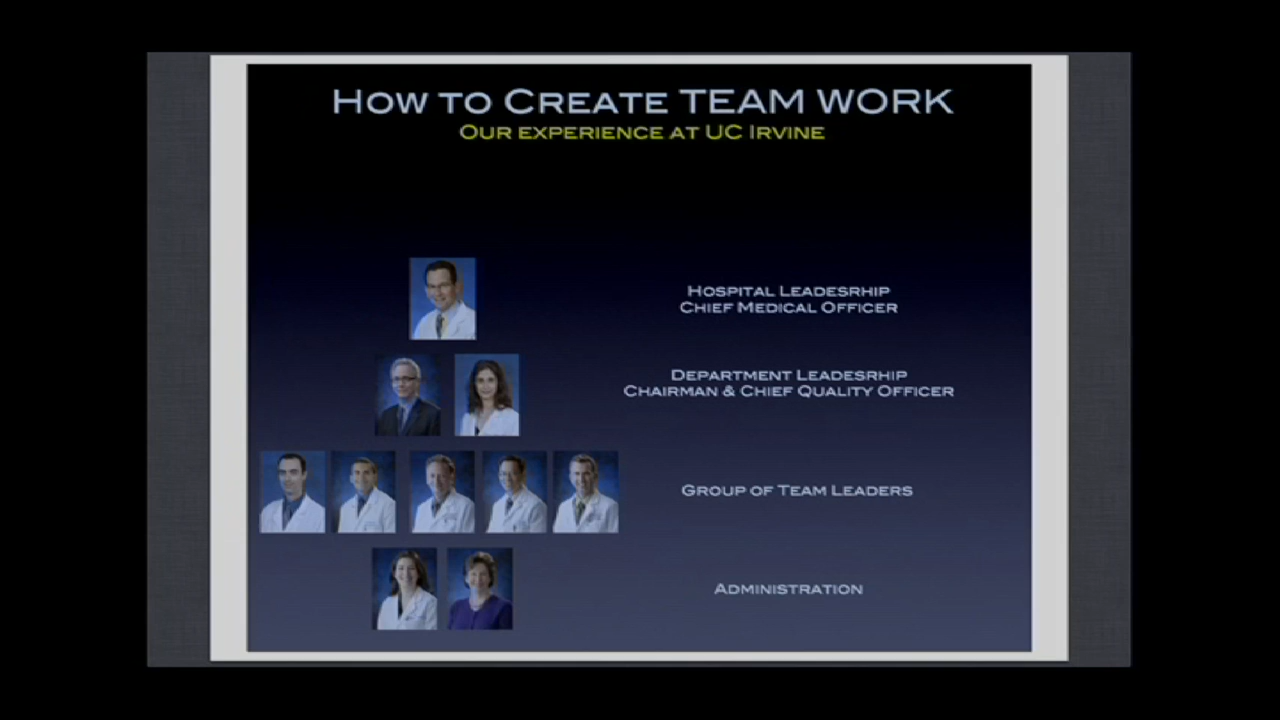 How to Create TEAM WORK
Our experience at UC Irvine
Hospital Leadesrhip
Chief Medical Officer
Department Leadesrhip
Chairman & Chief Quality Officer
Group of Team Leaders
Administration